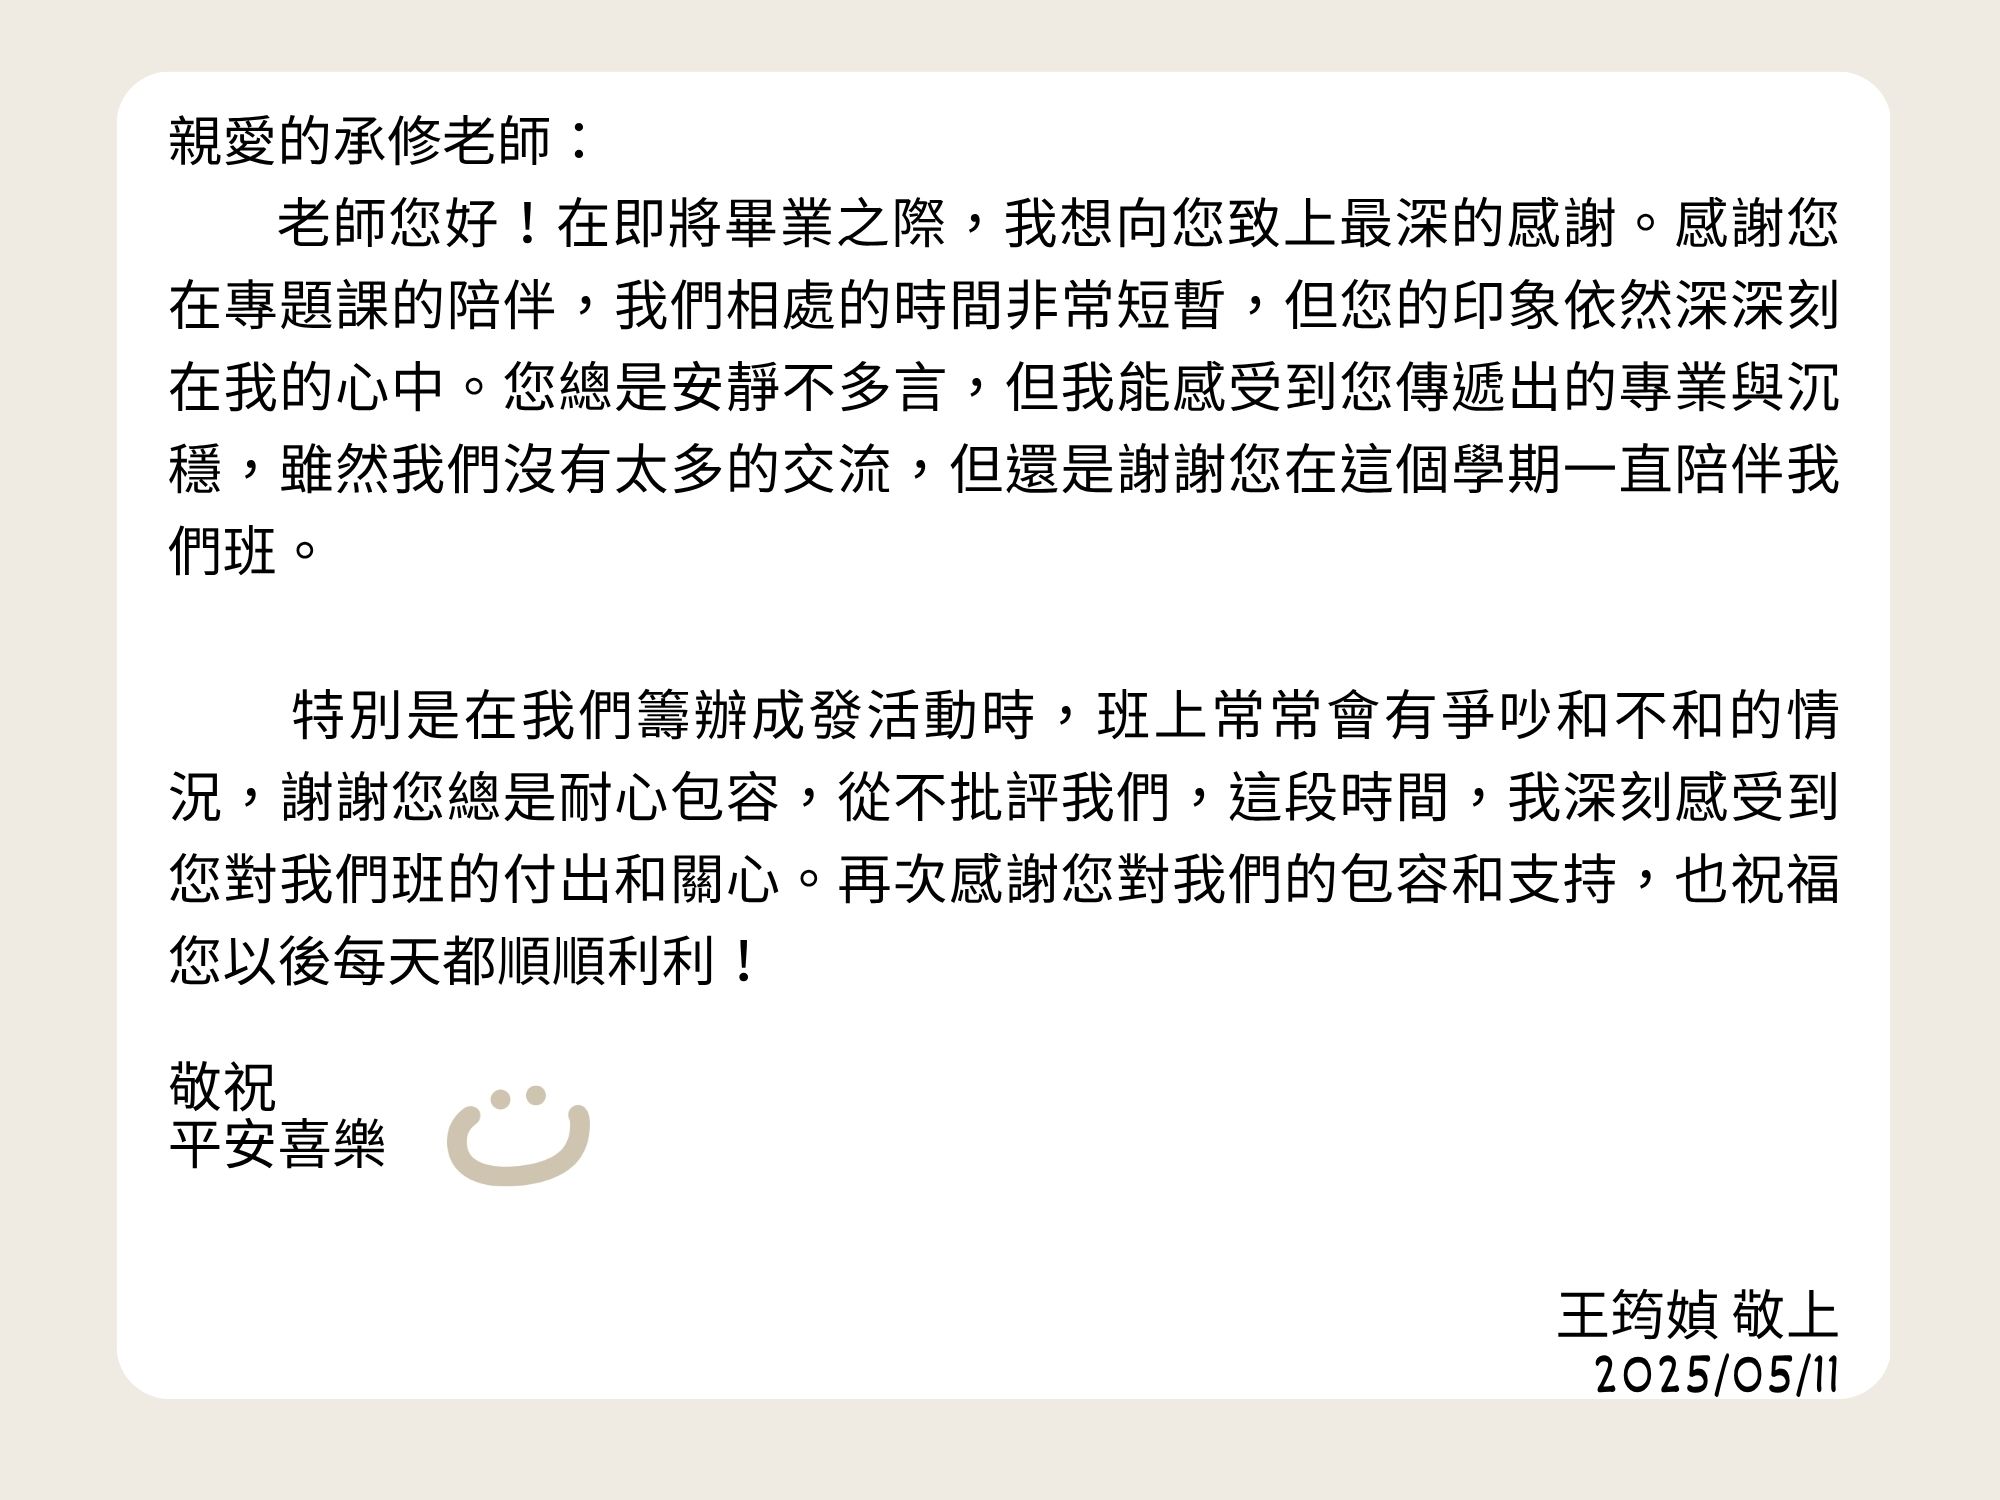 親愛的承修老師：
老師您好！在即將畢業之際，我想向您致上最深的感謝。感謝您
在專題課的陪伴，我們相處的時間非常短暫，但您的印象依然深深刻
在我的心中。您總是安靜不多言，但我能感受到您傳遞出的專業與沉
穩，雖然我們沒有太多的交流，但還是謝謝您在這個學期一直陪伴我
們班。
特別是在我們籌辦成發活動時，班上常常會有爭吵和不和的情
況，謝謝您總是耐心包容，從不批評我們，這段時間，我深刻感受到
您對我們班的付出和關心。再次感謝您對我們的包容和支持，也祝福
您以後每天都順順利利！
敬祝
平安喜樂
王筠媜 敬上
2025/05/11